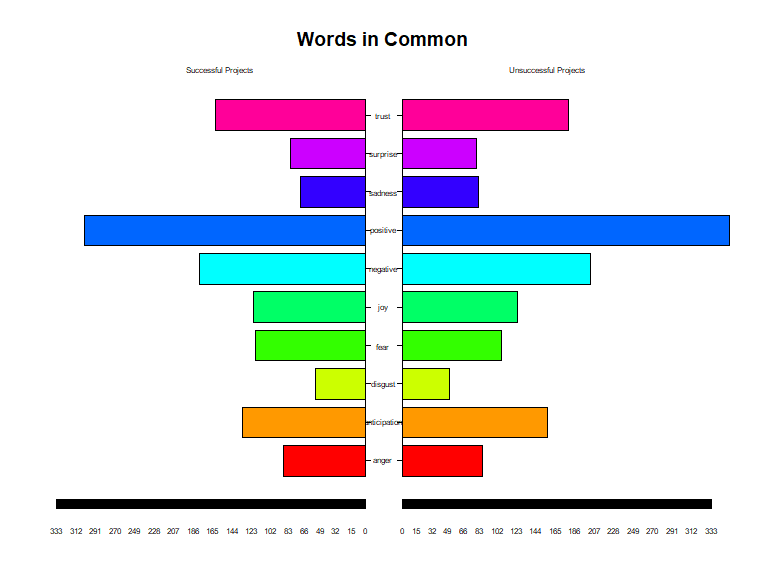 Words in Common
Successful Projects Unsuccessful Projects
trust
surprise
sadness
positive
negative
joy
fear
disgust
anticipation
anger
333 312 291 270 249 228 207 186 165 144 123 103 83 66 49 32 15 0 0 15 32 49 66 83 102 123 144 165 186 207 228 249 270 291 312 333